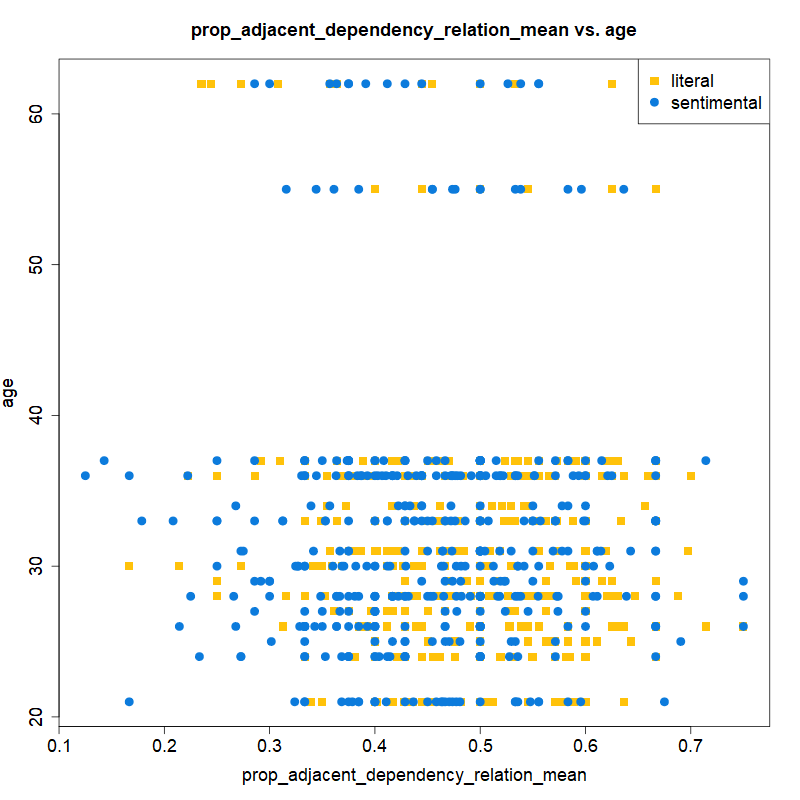 prop_adjacent_dependency_relation_mean vs. age
literal
sentimental
60
50
40
30
20
age
0.1 0.2 0.3 0.4 0.5 0.6 0.7
prop_adjacent_dependency_relation_mean